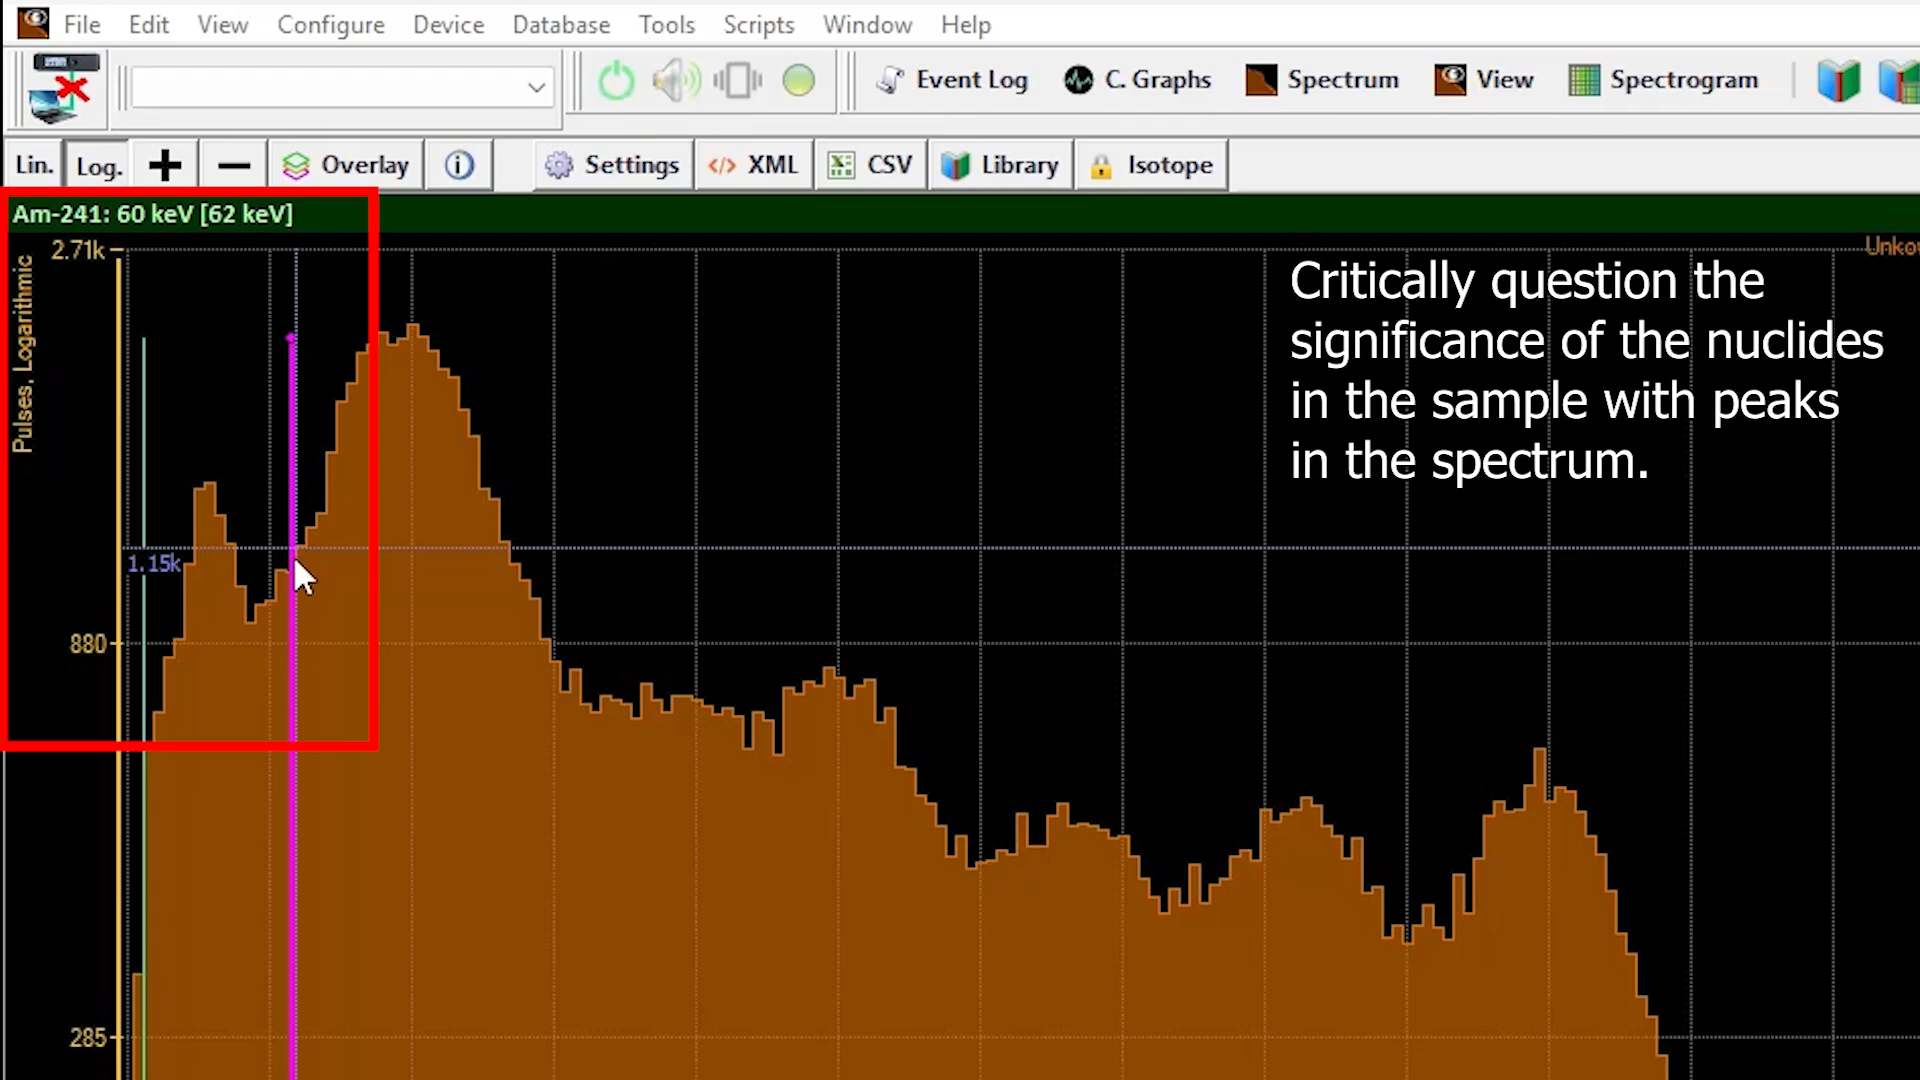 File Edit View Configure Device Database Tools Scripts Window Help
Event Log C. Graphs Spectrum View Spectrogram
Lin. Log. + − Overlay Settings XML CSV Library Isotope
Am-241: 60 keV [62 keV]
2.71k
Pulses, Logarithmic
Critically question the
significance of the nuclides
in the sample with peaks
in the spectrum.
1.15k
880
285